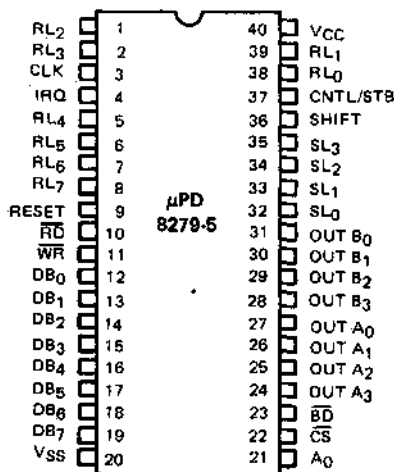 RL2 1 40 VCC
RL3 2 39 RL1
CLK 3 38 RL0
IRQ 4 37 CNTL/STB
RL4 5 36 SHIFT
RL5 6 35 SL3
RL6 7 34 SL2
RL7 8 33 SL1
RESET 9 32 SL0
R̅D̅ 10 31 OUT B0
W̅R̅ 11 30 OUT B1
DB0 12 29 OUT B2
DB1 13 28 OUT B3
DB2 14 27 OUT A0
DB3 15 26 OUT A1
DB4 16 25 OUT A2
DB5 17 24 OUT A3
DB6 18 23 B̅D̅
DB7 19 22 C̅S̅
VSS 20 21 A0
μPD
8279-5